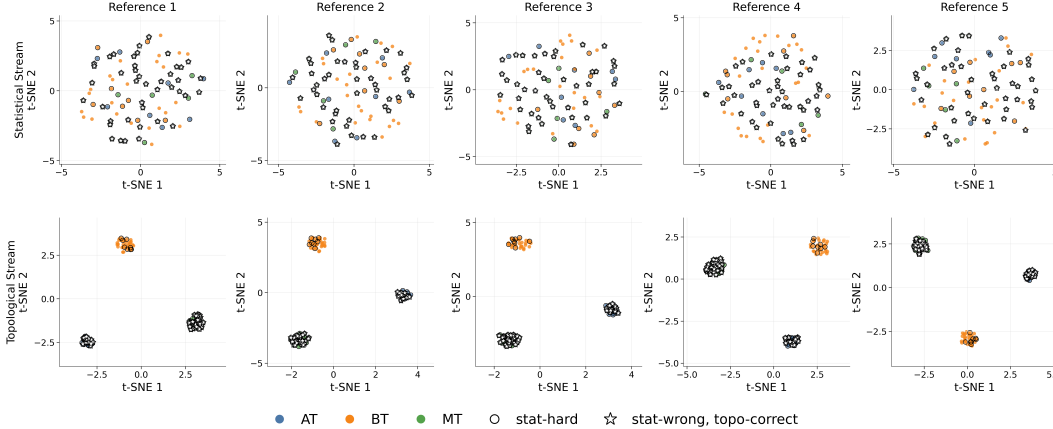 Reference 1
Reference 2
Reference 3
Reference 4
Reference 5
Statistical Stream
t-SNE 2
5
0
−5
−5
0
5
t-SNE 1
t-SNE 2
5
0
−5
−5
0
5
t-SNE 1
t-SNE 2
5
0
−5
−5.0
−2.5
0.0
2.5
t-SNE 1
t-SNE 2
5
0
−5
0
5
t-SNE 1
t-SNE 2
2.5
0.0
−2.5
−5
0
t-SNE 1
Topological Stream
t-SNE 2
2.5
0.0
−2.5
−2.5
0.0
2.5
t-SNE 1
t-SNE 2
5
0
−5
−2
0
2
4
t-SNE 1
t-SNE 2
5
0
−2
0
2
4
t-SNE 1
t-SNE 2
2.5
0.0
−2.5
−5.0
−5.0
−2.5
0.0
2.5
t-SNE 1
t-SNE 2
2.5
0.0
−2.5
−2.5
0.0
2.5
t-SNE 1
AT
BT
MT
stat-hard
stat-wrong, topo-correct